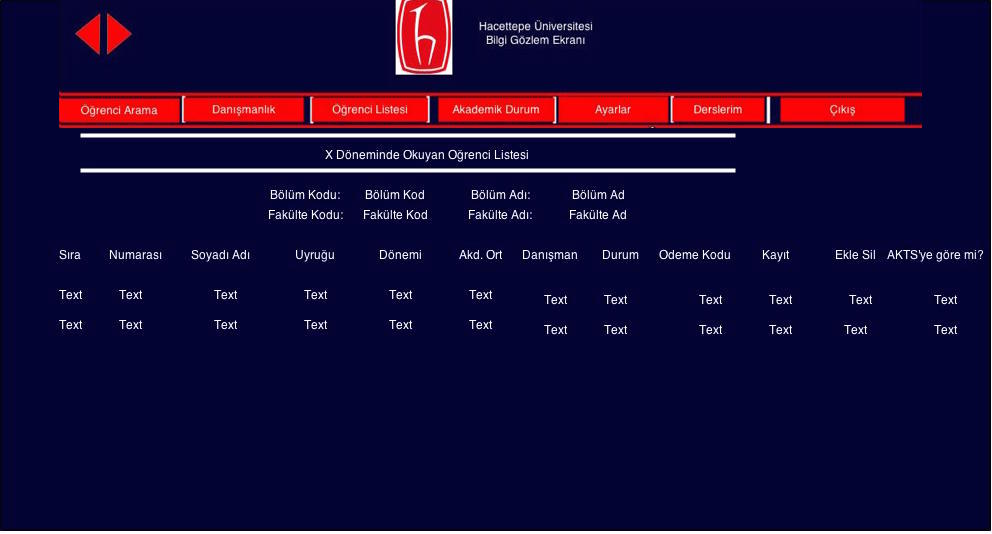 Hacettepe Üniversitesi
Bilgi Gözlem Ekranı
Öğrenci Arama Danışmanlık Öğrenci Listesi Akademik Durum Ayarlar Derslerim Çıkış
X Döneminde Okuyan Oğrenci Listesi
Bölüm Kodu: Bölüm Kod Bölüm Adı: Bölüm Ad
Fakülte Kodu: Fakülte Kod Fakülte Adı: Fakülte Ad
Sıra Numarası Soyadı Adı Uyruğu Dönemi Akd. Ort Danışman Durum Odeme Kodu Kayıt Ekle Sil AKTS'ye göre mi?
Text Text Text Text Text Text Text Text Text Text Text Text
Text Text Text Text Text Text Text Text Text Text Text Text